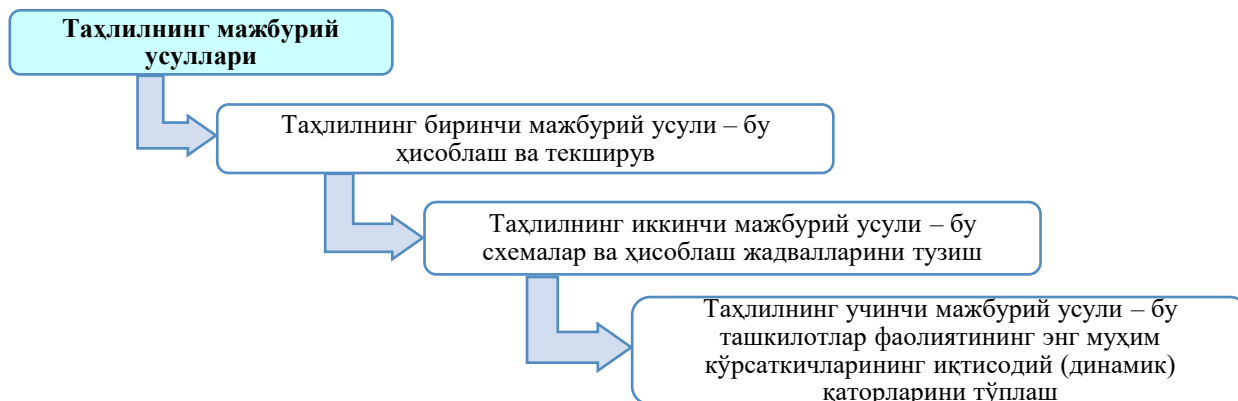 Таҳлилнинг мажбурий
усуллари
Таҳлилнинг биринчи мажбурий усули – бу
ҳисоблаш ва текширув
Таҳлилнинг иккинчи мажбурий усули – бу
схемалар ва ҳисоблаш жадвалларини тузиш
Таҳлилнинг учинчи мажбурий усули – бу
ташкилотлар фаолиятининг энг муҳим
кўрсаткичларининг иқтисодий (динамик)
қаторларини тўплаш